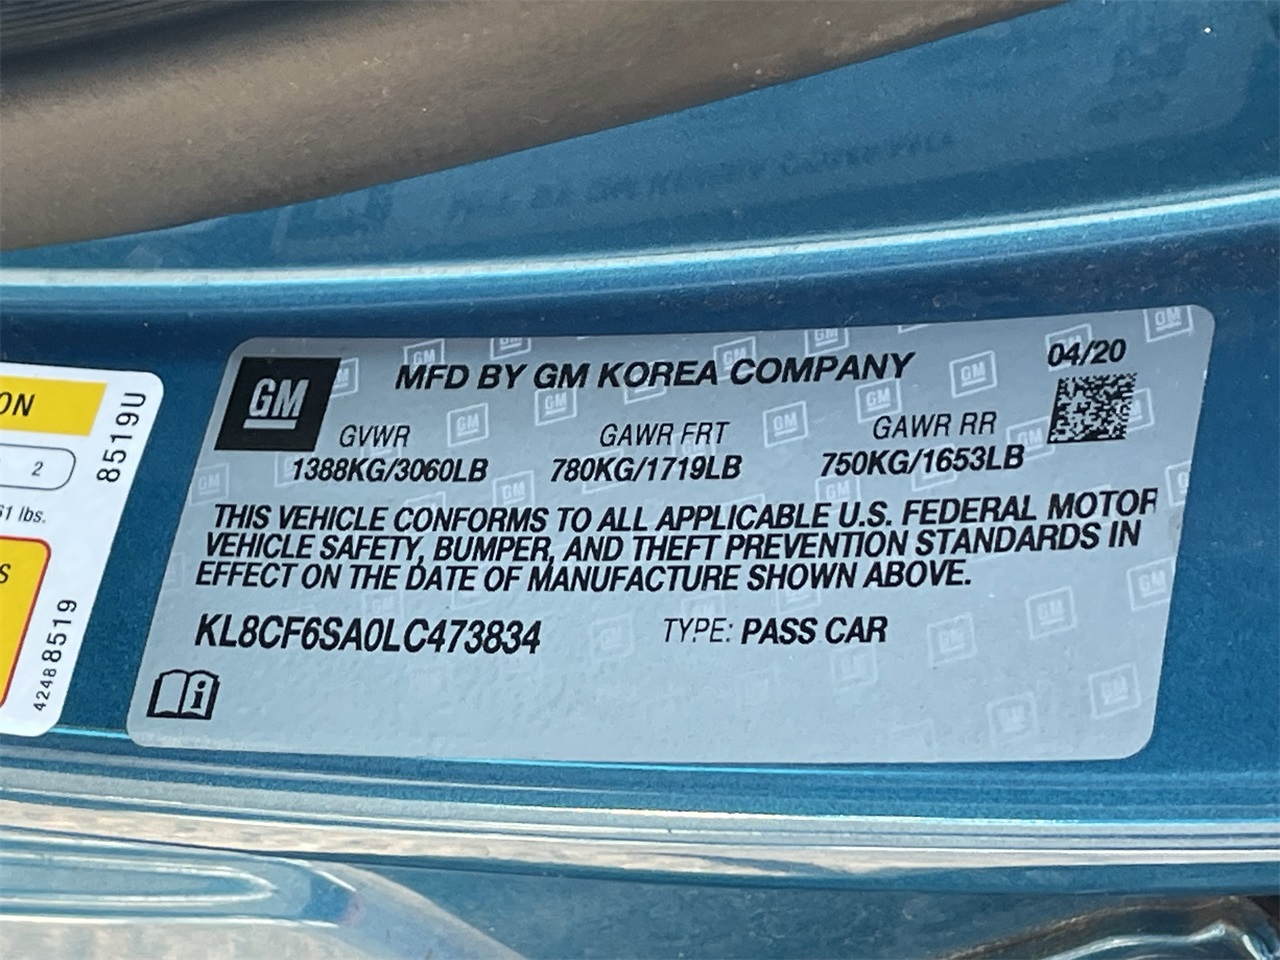 GM
MFD BY GM KOREA COMPANY
04/20
GVWR GAWR FRT GAWR RR
1388KG/3060LB 780KG/1719LB 750KG/1653LB
THIS VEHICLE CONFORMS TO ALL APPLICABLE U.S. FEDERAL MOTOR
VEHICLE SAFETY, BUMPER, AND THEFT PREVENTION STANDARDS IN
EFFECT ON THE DATE OF MANUFACTURE SHOWN ABOVE.
KL8CF6SA0LC473834 TYPE: PASS CAR
ON
2
lbs.
S
8519U
42488519